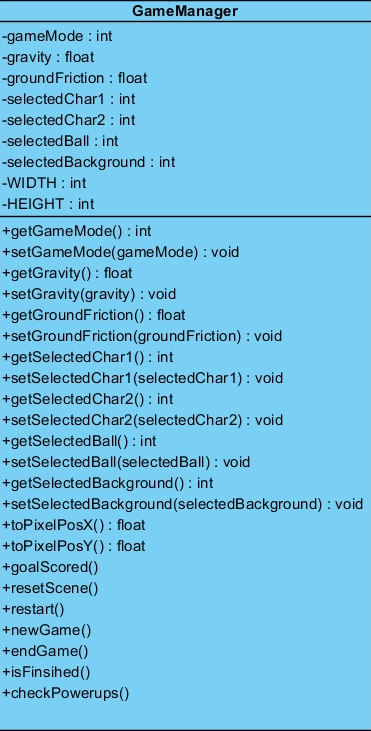 GameManager
-gameMode : int
-gravity : float
-groundFriction : float
-selectedChar1 : int
-selectedChar2 : int
-selectedBall : int
-selectedBackground : int
-WIDTH : int
-HEIGHT : int
+getGameMode() : int
+setGameMode(gameMode) : void
+getGravity() : float
+setGravity(gravity) : void
+getGroundFriction() : float
+setGroundFriction(groundFriction) : void
+getSelectedChar1() : int
+setSelectedChar1(selectedChar1) : void
+getSelectedChar2() : int
+setSelectedChar2(selectedChar2) : void
+getSelectedBall() : int
+setSelectedBall(selectedBall) : void
+getSelectedBackground() : int
+setSelectedBackground(selectedBackground) : void
+toPixelPosX() : float
+toPixelPosY() : float
+goalScored()
+resetScene()
+restart()
+newGame()
+endGame()
+isFinsihed()
+checkPowerups()